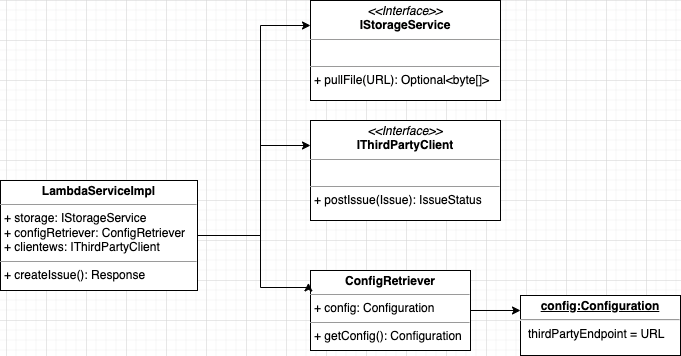 <<Interface>>
IStorageService
+ pullFile(URL): Optional<byte[]>
<<Interface>>
IThirdPartyClient
+ postIssue(Issue): IssueStatus
LambdaServiceImpl
+ storage: IStorageService
+ configRetriever: ConfigRetriever
+ clientews: IThirdPartyClient
+ createIssue(): Response
ConfigRetriever
+ config: Configuration
+ getConfig(): Configuration
config:Configuration
thirdPartyEndpoint = URL